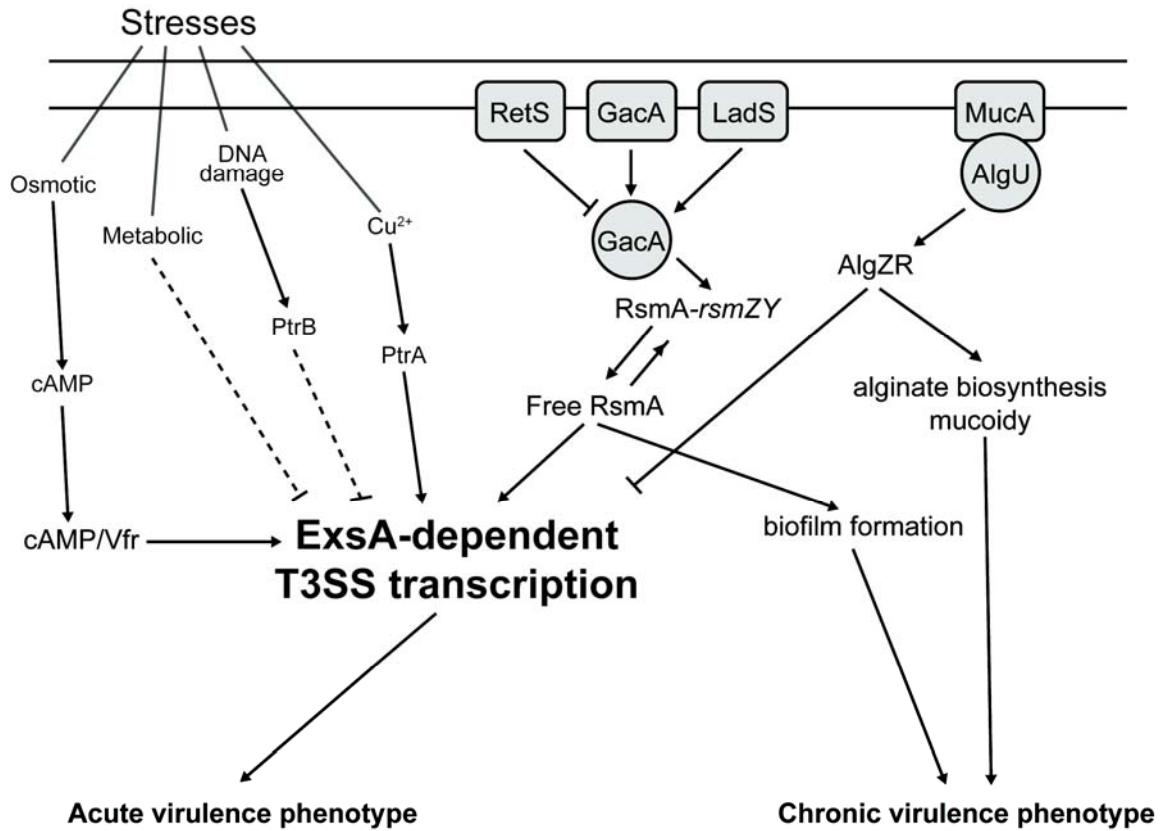 Stresses
RetS
GacA
LadS
MucA
AlgU
DNA
damage
Osmotic
Metabolic
Cu²⁺
GacA
AlgZR
RsmA-rsmZY
PtrB
PtrA
cAMP
Free RsmA
alginate biosynthesis
mucoidy
cAMP/Vfr
ExsA-dependent
T3SS transcription
biofilm formation
Acute virulence phenotype
Chronic virulence phenotype